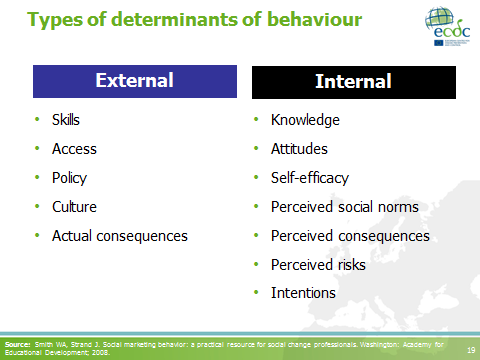 Types of determinants of behaviour
ecdc
External
Internal
• Skills
• Access
• Policy
• Culture
• Actual consequences
• Knowledge
• Attitudes
• Self-efficacy
• Perceived social norms
• Perceived consequences
• Perceived risks
• Intentions
Source: Smith WA, Strand J. Social marketing behavior: a practical resource for social change professionals. Washington: Academy for
Educational Development; 2008.
19